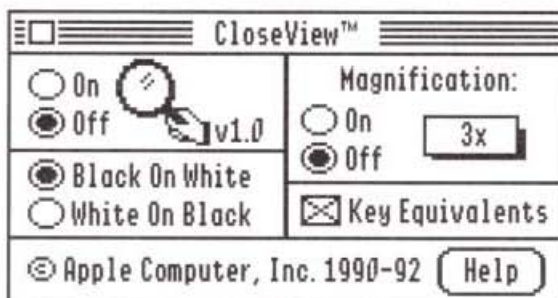 CloseView™
On
Off
v1.0
Black On White
White On Black
Magnification:
On
Off
3x
Key Equivalents
© Apple Computer, Inc. 1990-92
Help